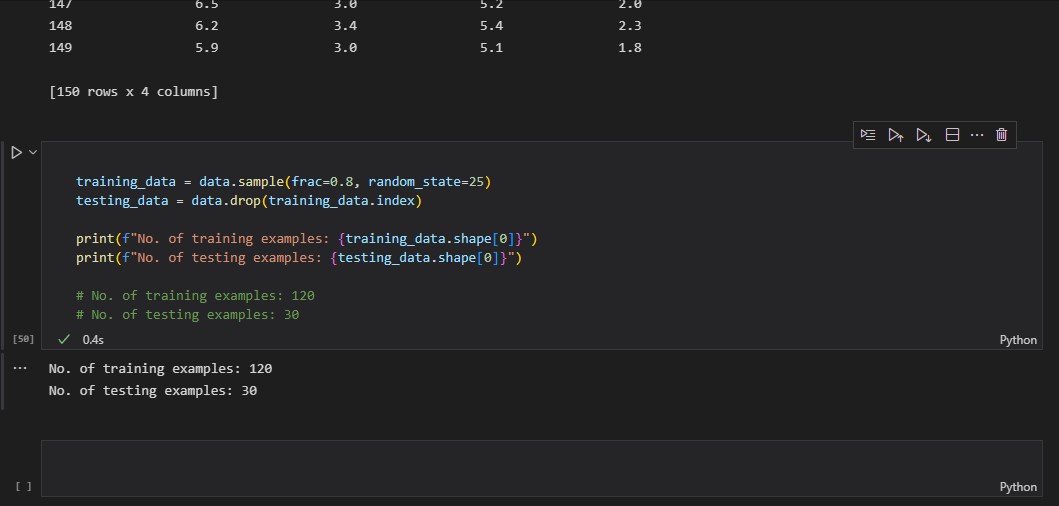 147 6.5 3.0 5.2 2.0
148 6.2 3.4 5.4 2.3
149 5.9 3.0 5.1 1.8
[150 rows x 4 columns]
training_data = data.sample(frac=0.8, random_state=25)
testing_data = data.drop(training_data.index)
print(f"No. of training examples: {training_data.shape[0]}")
print(f"No. of testing examples: {testing_data.shape[0]}")
# No. of training examples: 120
# No. of testing examples: 30
[50] 0.4s Python
No. of training examples: 120
No. of testing examples: 30
[ ] Python